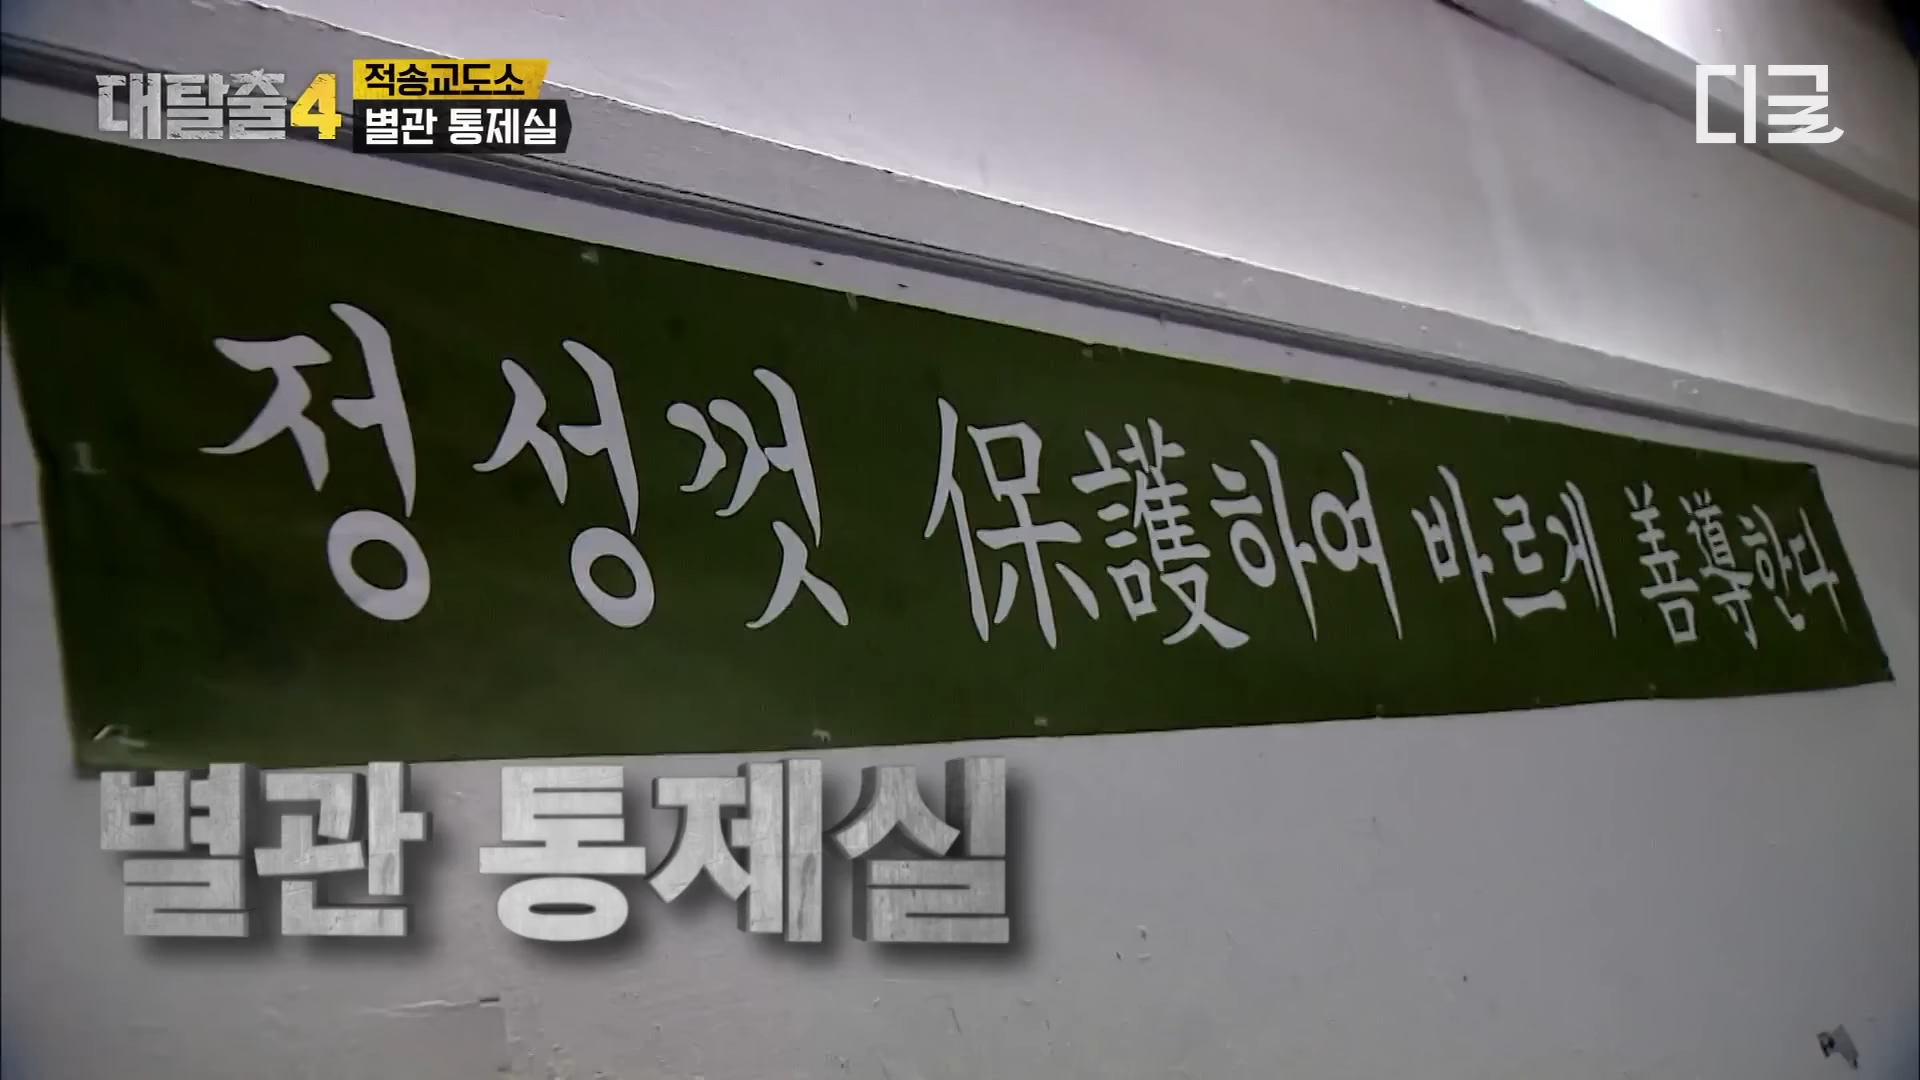 대탈출4
적송교도소
별관 통제실
디글
정성껏 保護하여 바르게 善導한다
별관 통제실